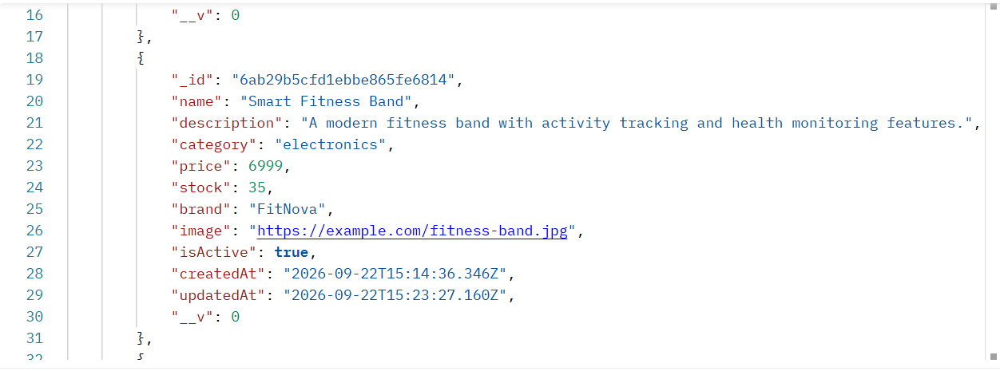 16 "__v": 0
17 },
18 {
19 "_id": "6ab29b5cfd1ebbe865fe6814",
20 "name": "Smart Fitness Band",
21 "description": "A modern fitness band with activity tracking and health monitoring features.",
22 "category": "electronics",
23 "price": 6999,
24 "stock": 35,
25 "brand": "FitNova",
26 "image": "https://example.com/fitness-band.jpg",
27 "isActive": true,
28 "createdAt": "2026-09-22T15:14:36.346Z",
29 "updatedAt": "2026-09-22T15:23:27.160Z",
30 "__v": 0
31 },
32 {